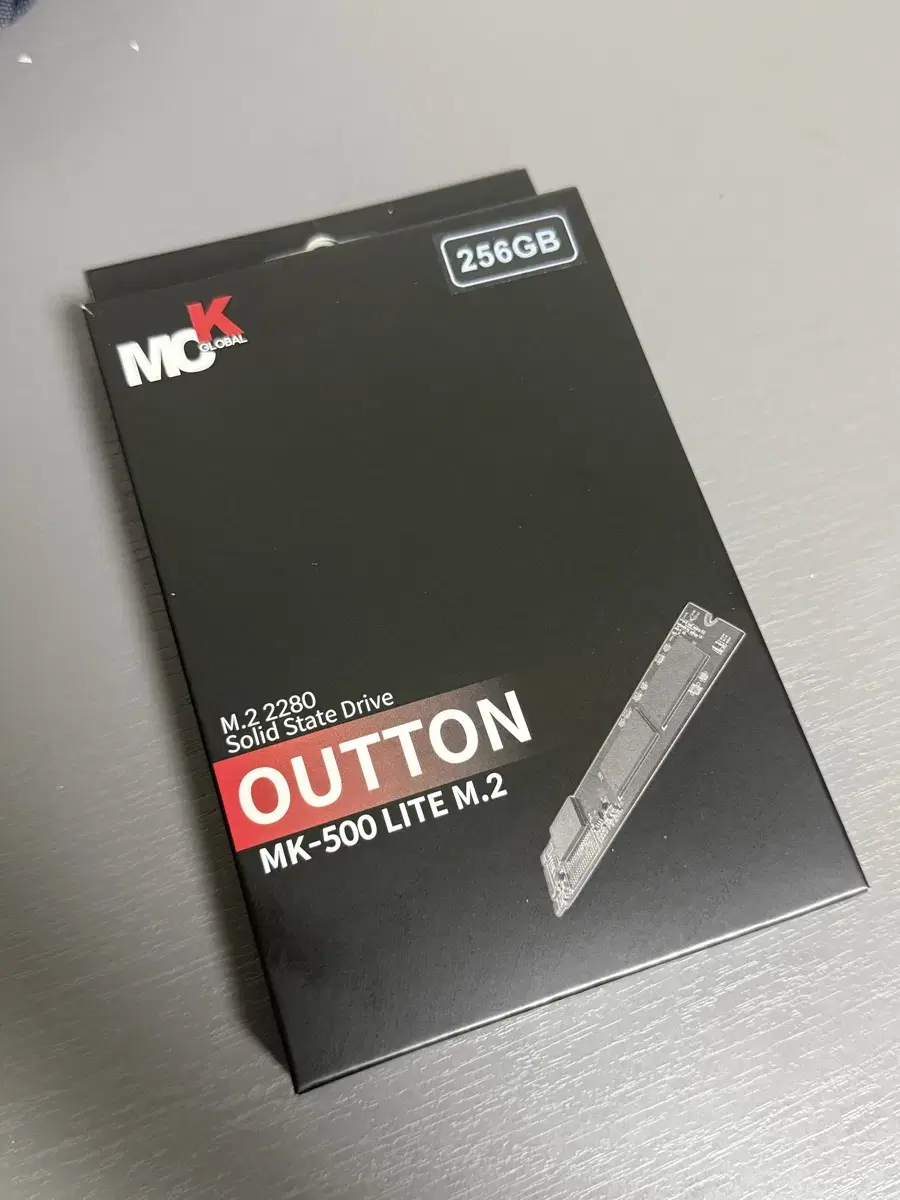 256GB
MCK
GLOBAL
M.2 2280
Solid State Drive
OUTTON
MK-500 LITE M.2